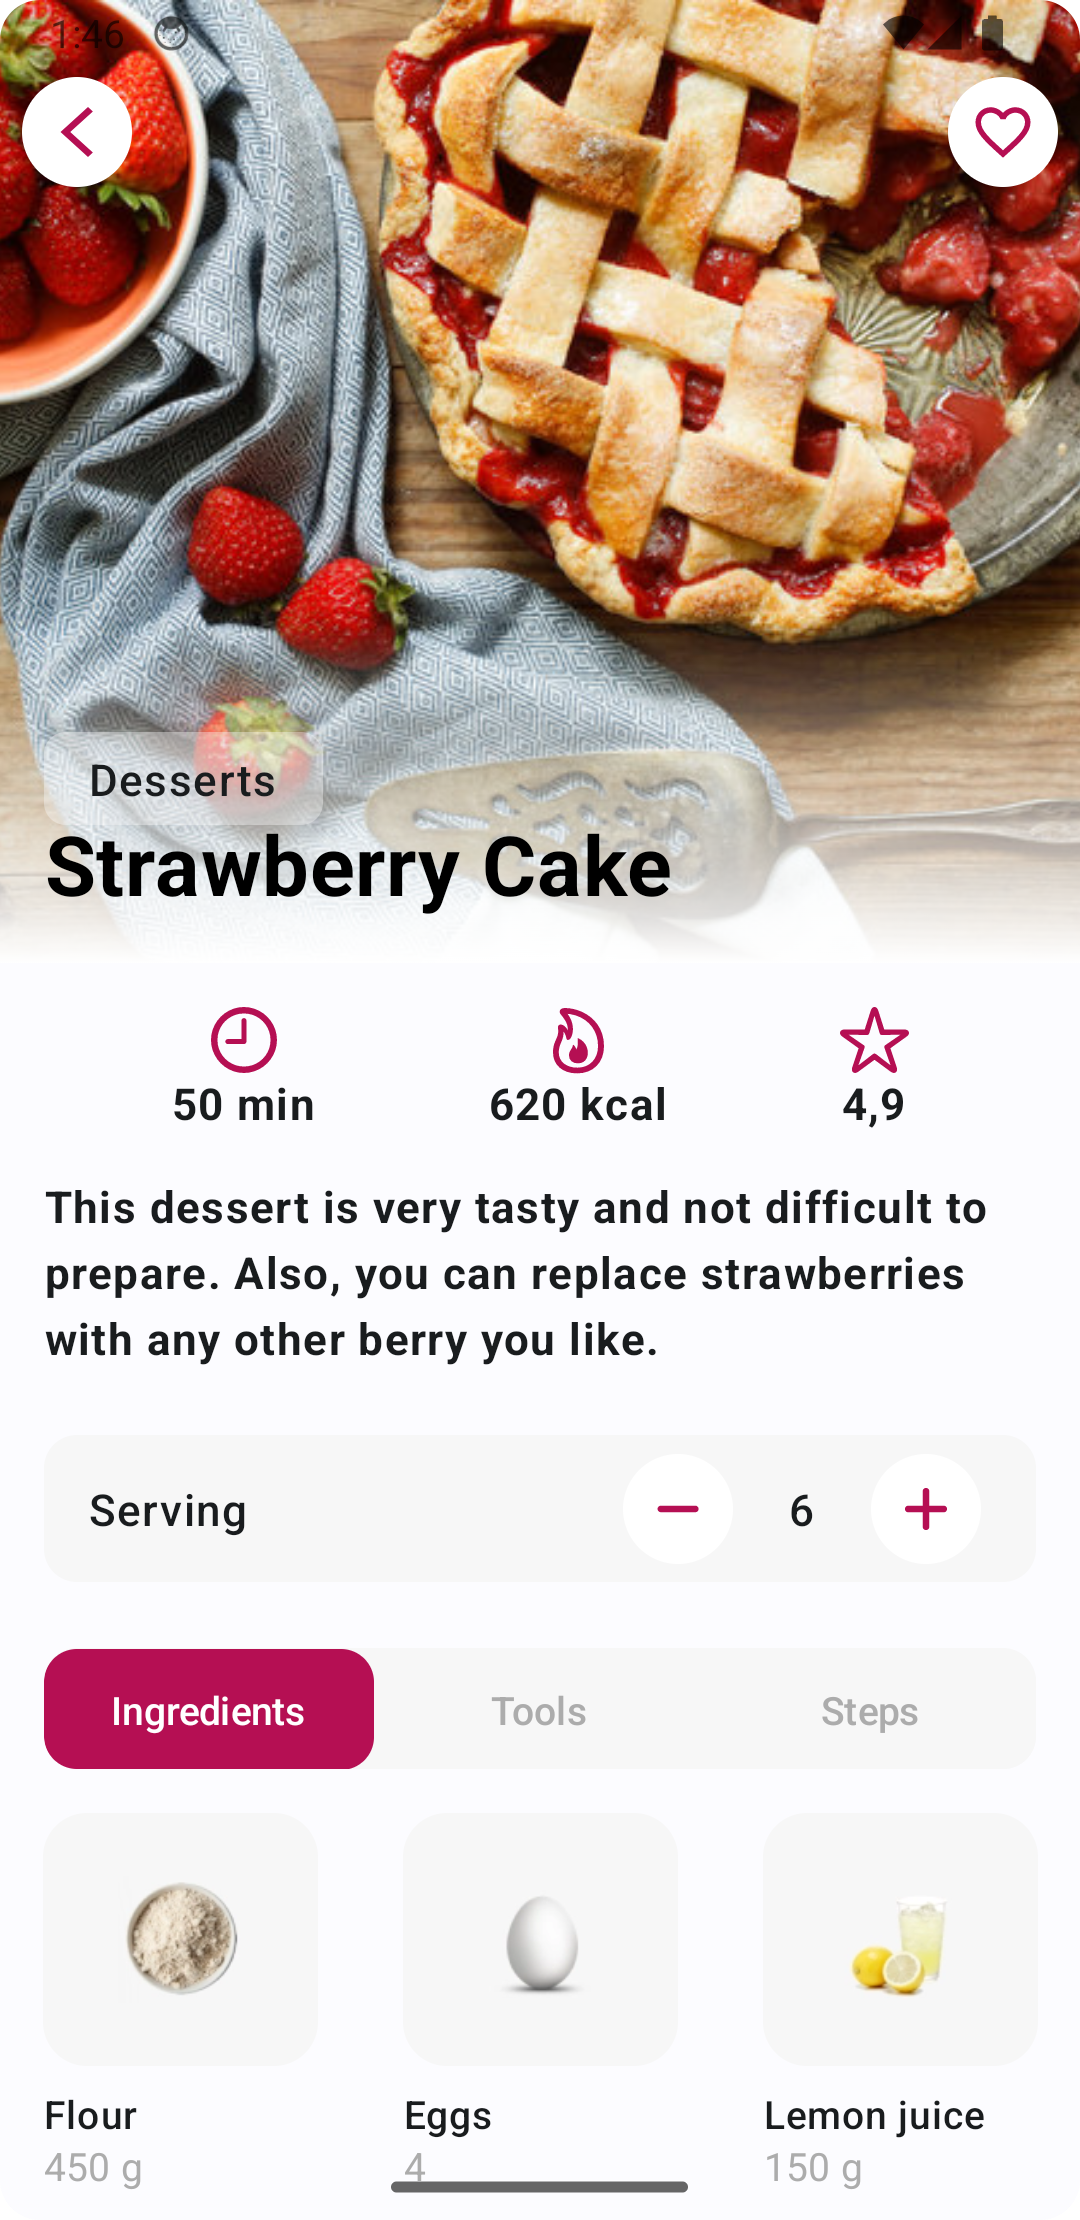 1:46
Desserts
Strawberry Cake
50 min
620 kcal
4,9
This dessert is very tasty and not difficult to
prepare. Also, you can replace strawberries
with any other berry you like.
Serving
6
Ingredients
Tools
Steps
Flour
Eggs
Lemon juice
450 g
4
150 g